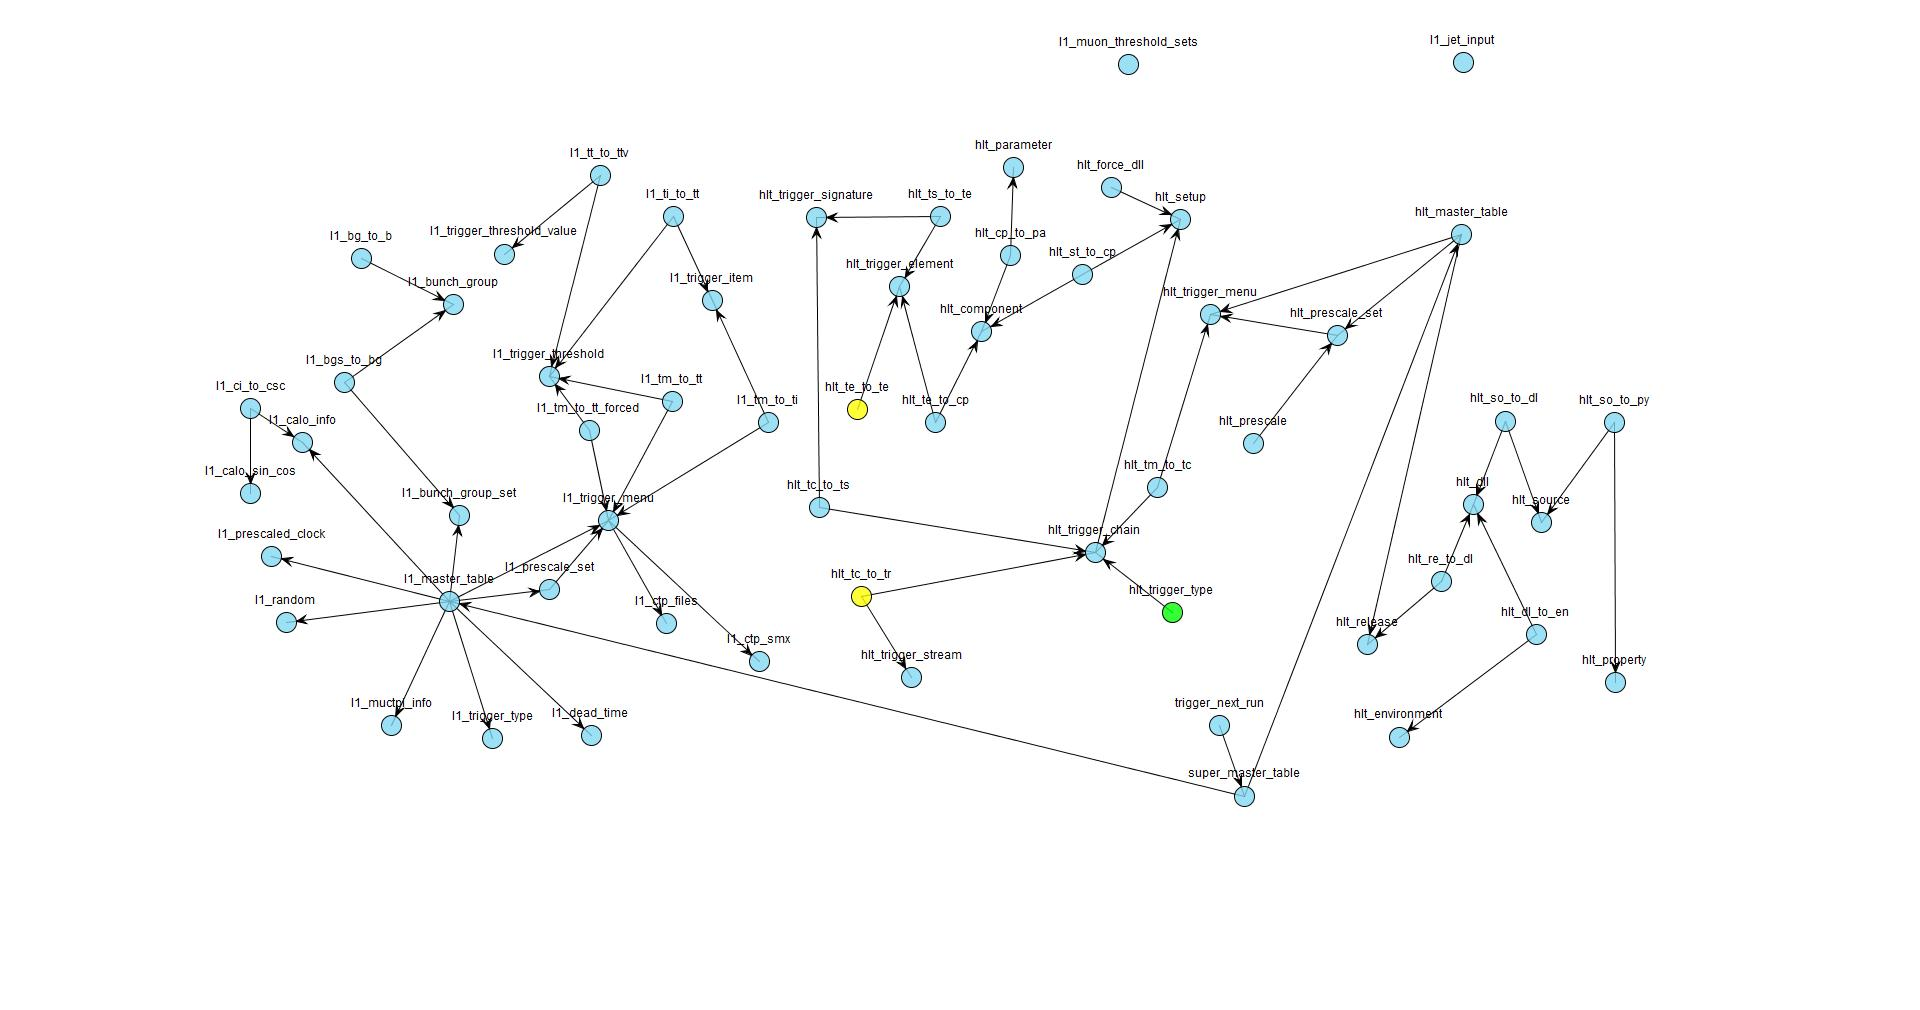 l1_muon_threshold_sets
l1_jet_input
hlt_parameter
l1_tt_to_ttv
hlt_force_dll
l1_ti_to_tt
hlt_trigger_signature
hlt_ts_to_te
hlt_setup
hlt_master_table
l1_bg_to_b
l1_trigger_threshold_value
hlt_cp_to_pa
hlt_st_to_cp
hlt_trigger_element
l1_bunch_group
l1_trigger_item
hlt_trigger_menu
hlt_component
hlt_prescale_set
l1_bgs_to_bg
l1_trigger_threshold
l1_ci_to_csc
l1_tm_to_tt
hlt_te_to_te
l1_tm_to_ti
hlt_te_to_cp
hlt_so_to_dl
hlt_so_to_py
l1_tm_to_tt_forced
l1_calo_info
hlt_prescale
l1_calo_sin_cos
hlt_tm_to_tc
hlt_tc_to_ts
hlt_dll
l1_bunch_group_set
l1_trigger_menu
hlt_source
l1_prescaled_clock
hlt_trigger_chain
hlt_re_to_dl
l1_prescale_set
l1_master_table
hlt_tc_to_tr
hlt_trigger_type
l1_random
l1_ctp_files
hlt_dl_to_en
hlt_release
l1_ctp_smx
hlt_trigger_stream
hlt_property
l1_muctpi_info
l1_trigger_type
l1_dead_time
trigger_next_run
hlt_environment
super_master_table